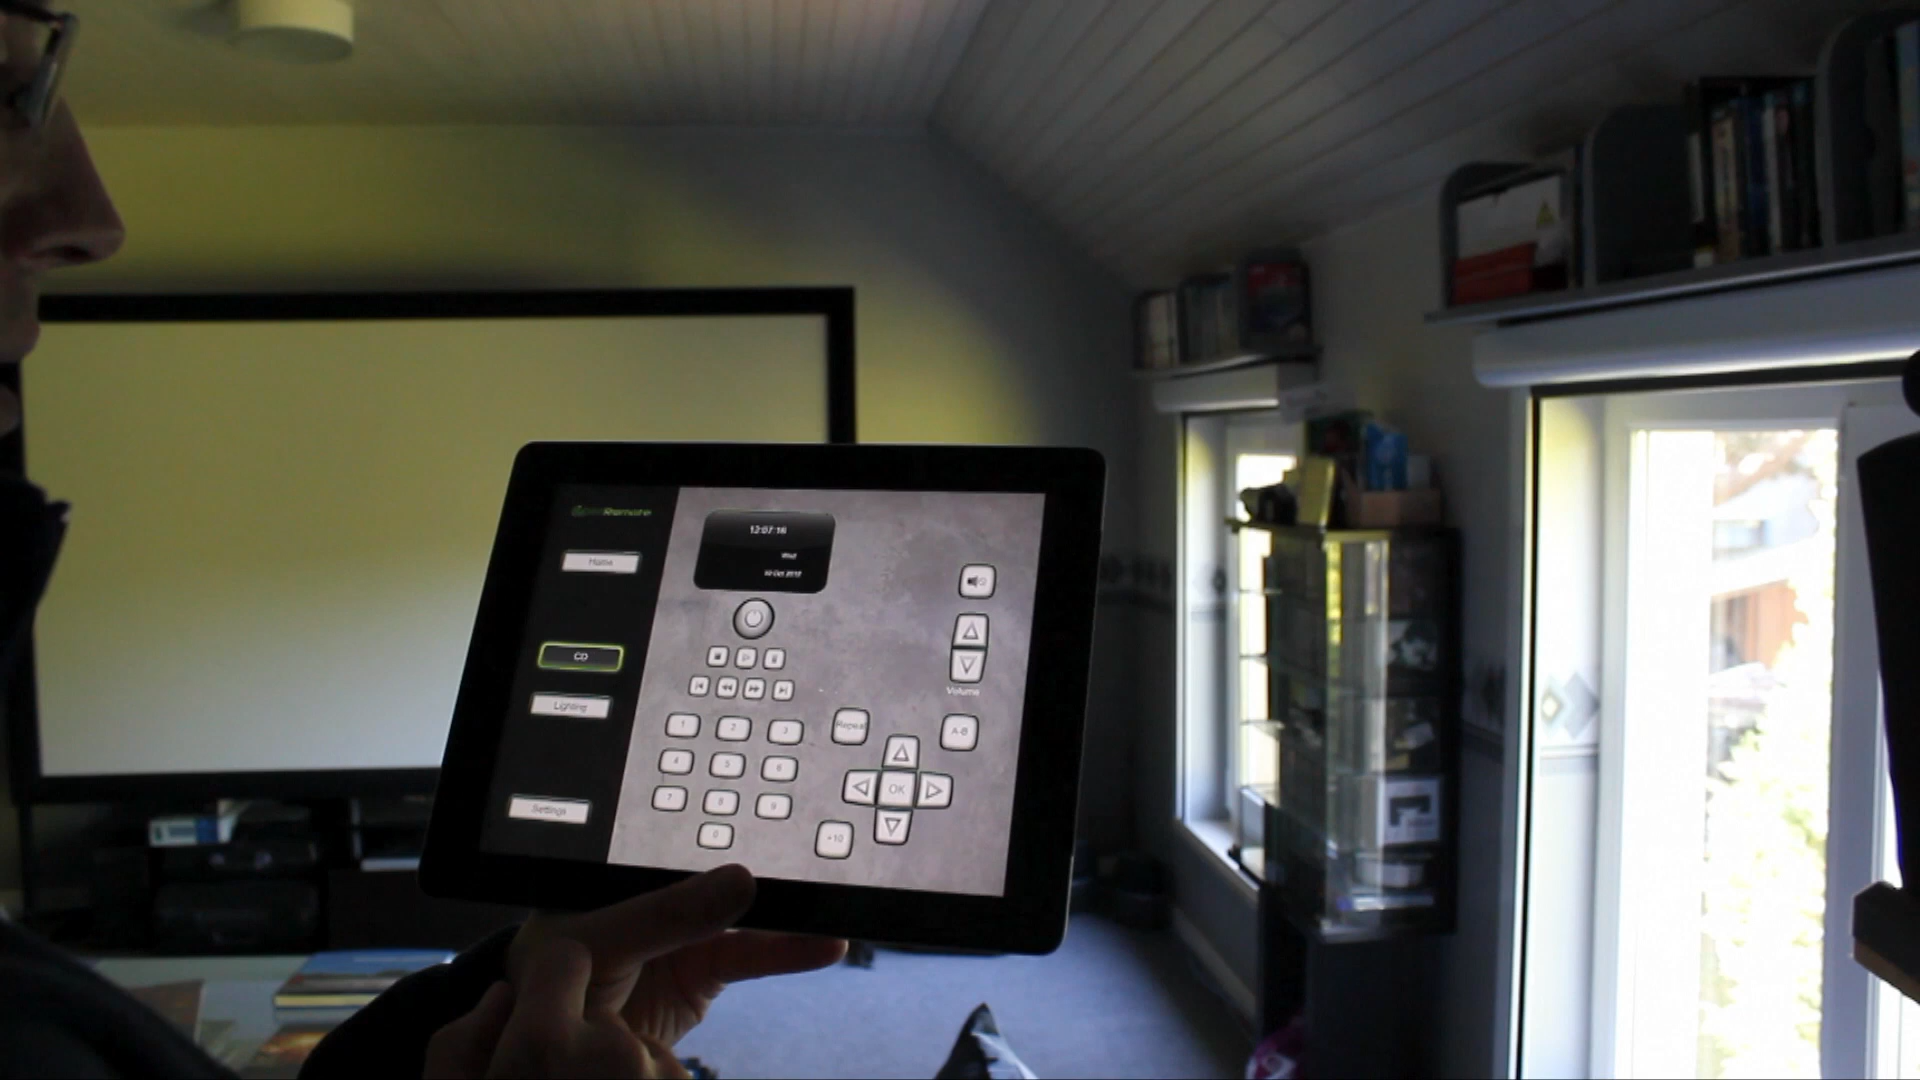 Remote
12:07:16
Wed
10 Oct 2012
Home
CD
Lighting
Volume
1 2 3
Repeat
A-B
4 5 6
OK
7 8 9
0
+10
Settings